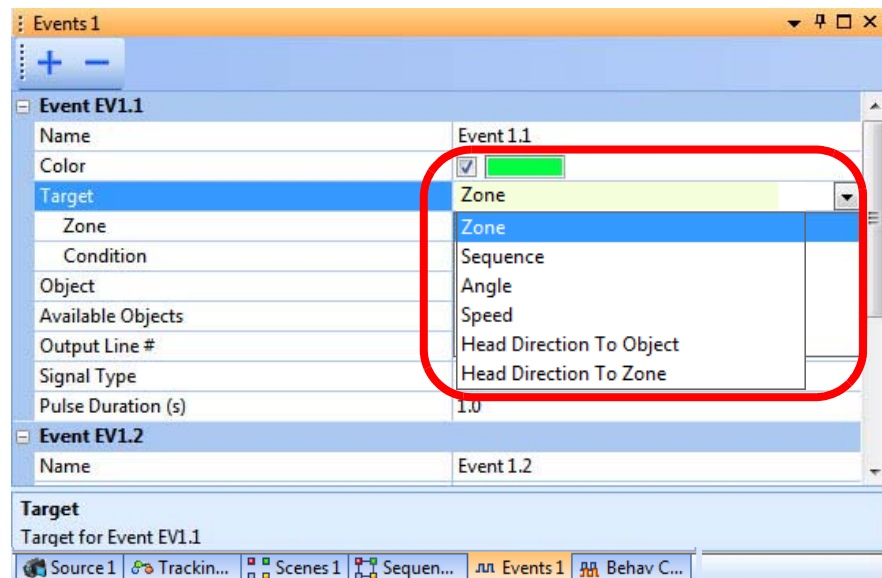 Events 1
Event EV1.1
Name Event 1.1
Color
Target Zone
Zone Zone
Condition Sequence
Object Angle
Available Objects Speed
Output Line # Head Direction To Object
Signal Type Head Direction To Zone
Pulse Duration (s) 1.0
Event EV1.2
Name Event 1.2
Target
Target for Event EV1.1
Source 1 Trackin... Scenes 1 Sequen... Events 1 Behav C...